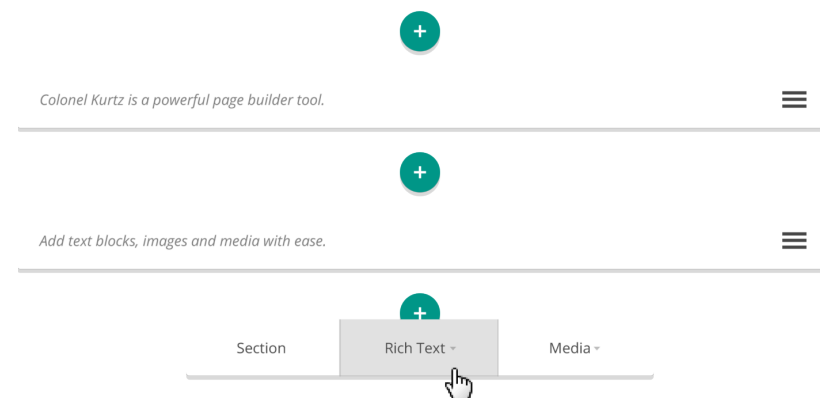 Colonel Kurtz is a powerful page builder tool.
Add text blocks, images and media with ease.
Section Rich Text Media